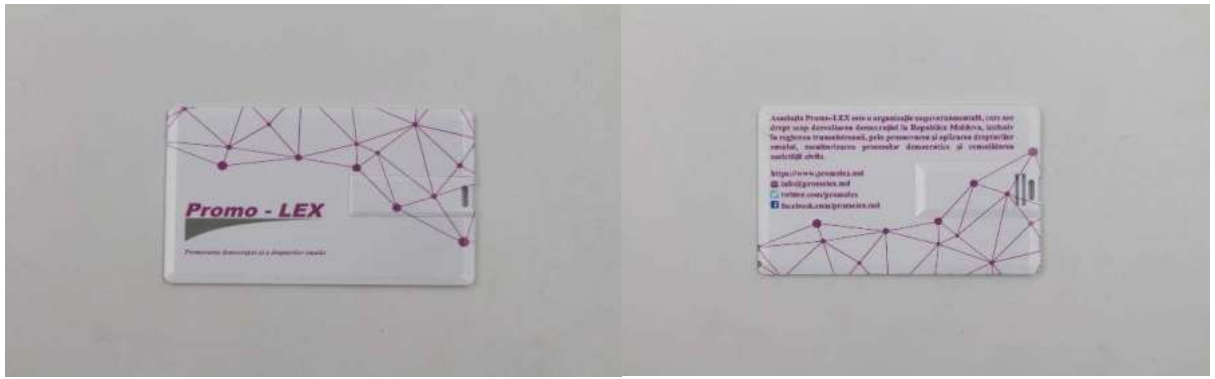 Promo - LEX
Promovarea democrației și a drepturilor omului
Asociația Promo-LEX este o organizație neguvernamentală, care are
drept scop dezvoltarea democrației în Republica Moldova, inclusiv
în regiunea transnistreană, prin promovarea și apărarea drepturilor
omului, monitorizarea proceselor democratice și consolidarea
societății civile.
https://www.promolex.md
info@promolex.md
twitter.com/promolex
facebook.com/promolex.md